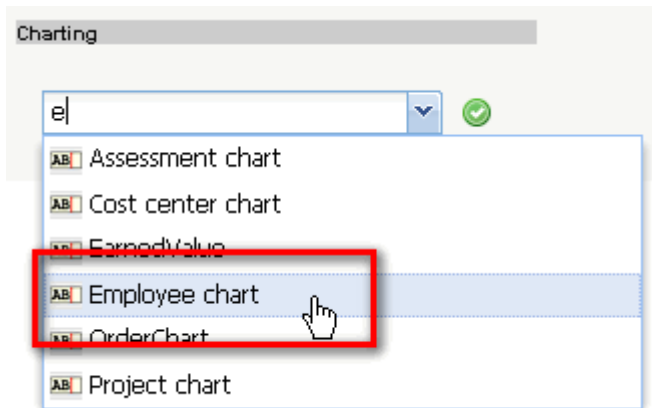 Charting
e
Assessment chart
Cost center chart
EarnedValue
Employee chart
OrderChart
Project chart